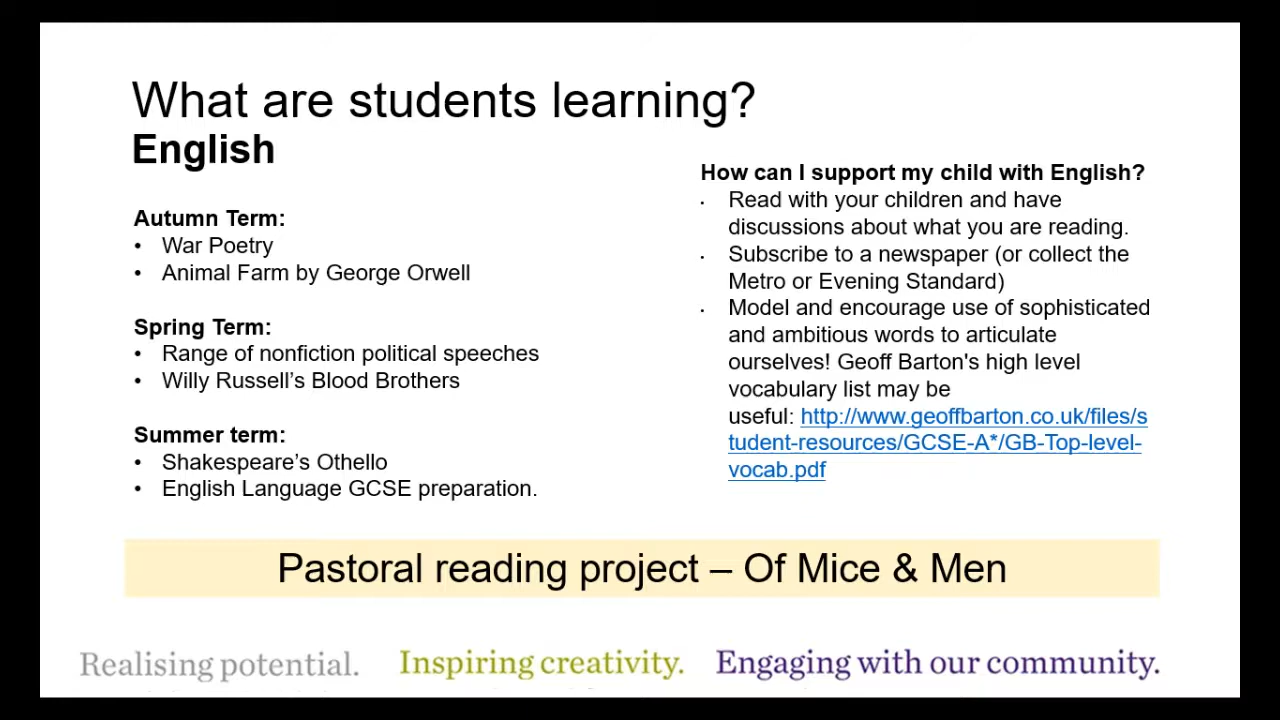 What are students learning?
English
Autumn Term:
• War Poetry
• Animal Farm by George Orwell
Spring Term:
• Range of nonfiction political speeches
• Willy Russell’s Blood Brothers
Summer term:
• Shakespeare’s Othello
• English Language GCSE preparation.
How can I support my child with English?
• Read with your children and have
discussions about what you are reading.
• Subscribe to a newspaper (or collect the
Metro or Evening Standard)
• Model and encourage use of sophisticated
and ambitious words to articulate
ourselves! Geoff Barton's high level
vocabulary list may be
useful: http://www.geoffbarton.co.uk/files/s
tudent-resources/GCSE-A*/GB-Top-level-
vocab.pdf
Pastoral reading project – Of Mice & Men
Realising potential. Inspiring creativity. Engaging with our community.